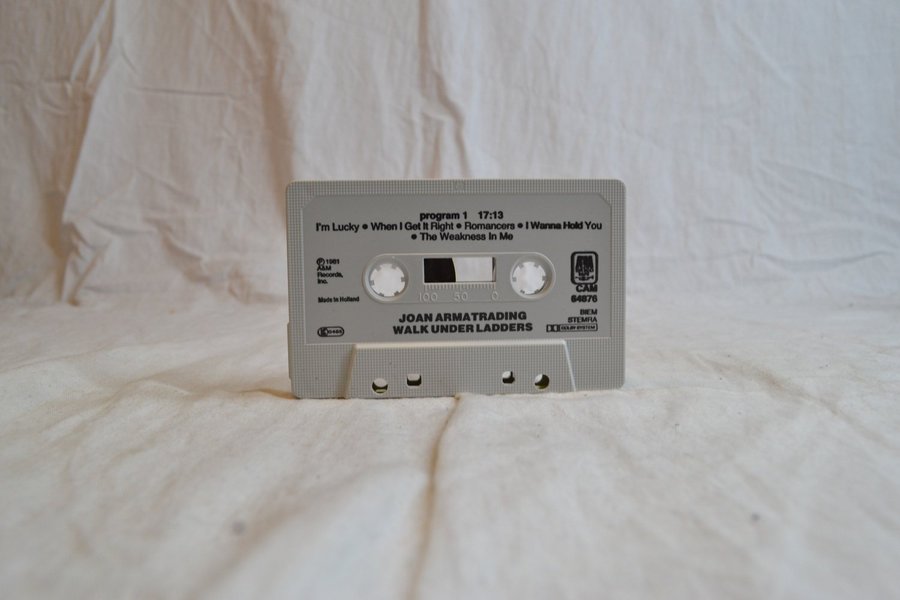 program 1 17:13
I'm Lucky • When I Get It Right • Romancers • I Wanna Hold You
• The Weakness In Me
℗ 1981
A&M
Records,
Inc.
Made in Holland
100 50 0
CAM
64876
BIEM
STEMRA
JOAN ARMATRADING
WALK UNDER LADDERS
DOLBY SYSTEM